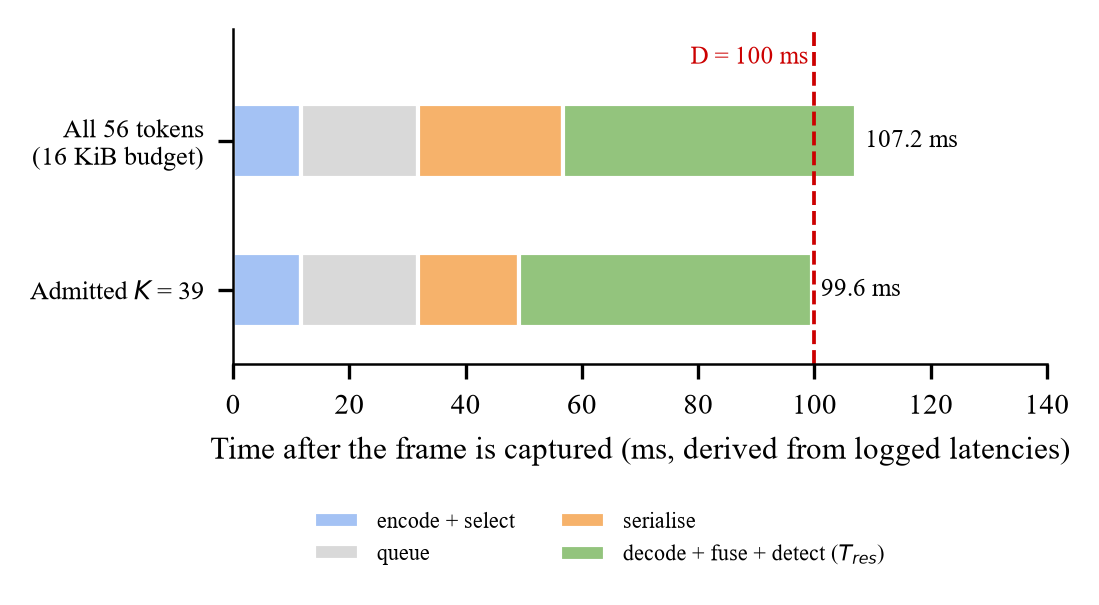 D = 100 ms
All 56 tokens
(16 KiB budget)
107.2 ms
Admitted K = 39
99.6 ms
0 20 40 60 80 100 120 140
Time after the frame is captured (ms, derived from logged latencies)
encode + select
serialise
queue
decode + fuse + detect (T_res)